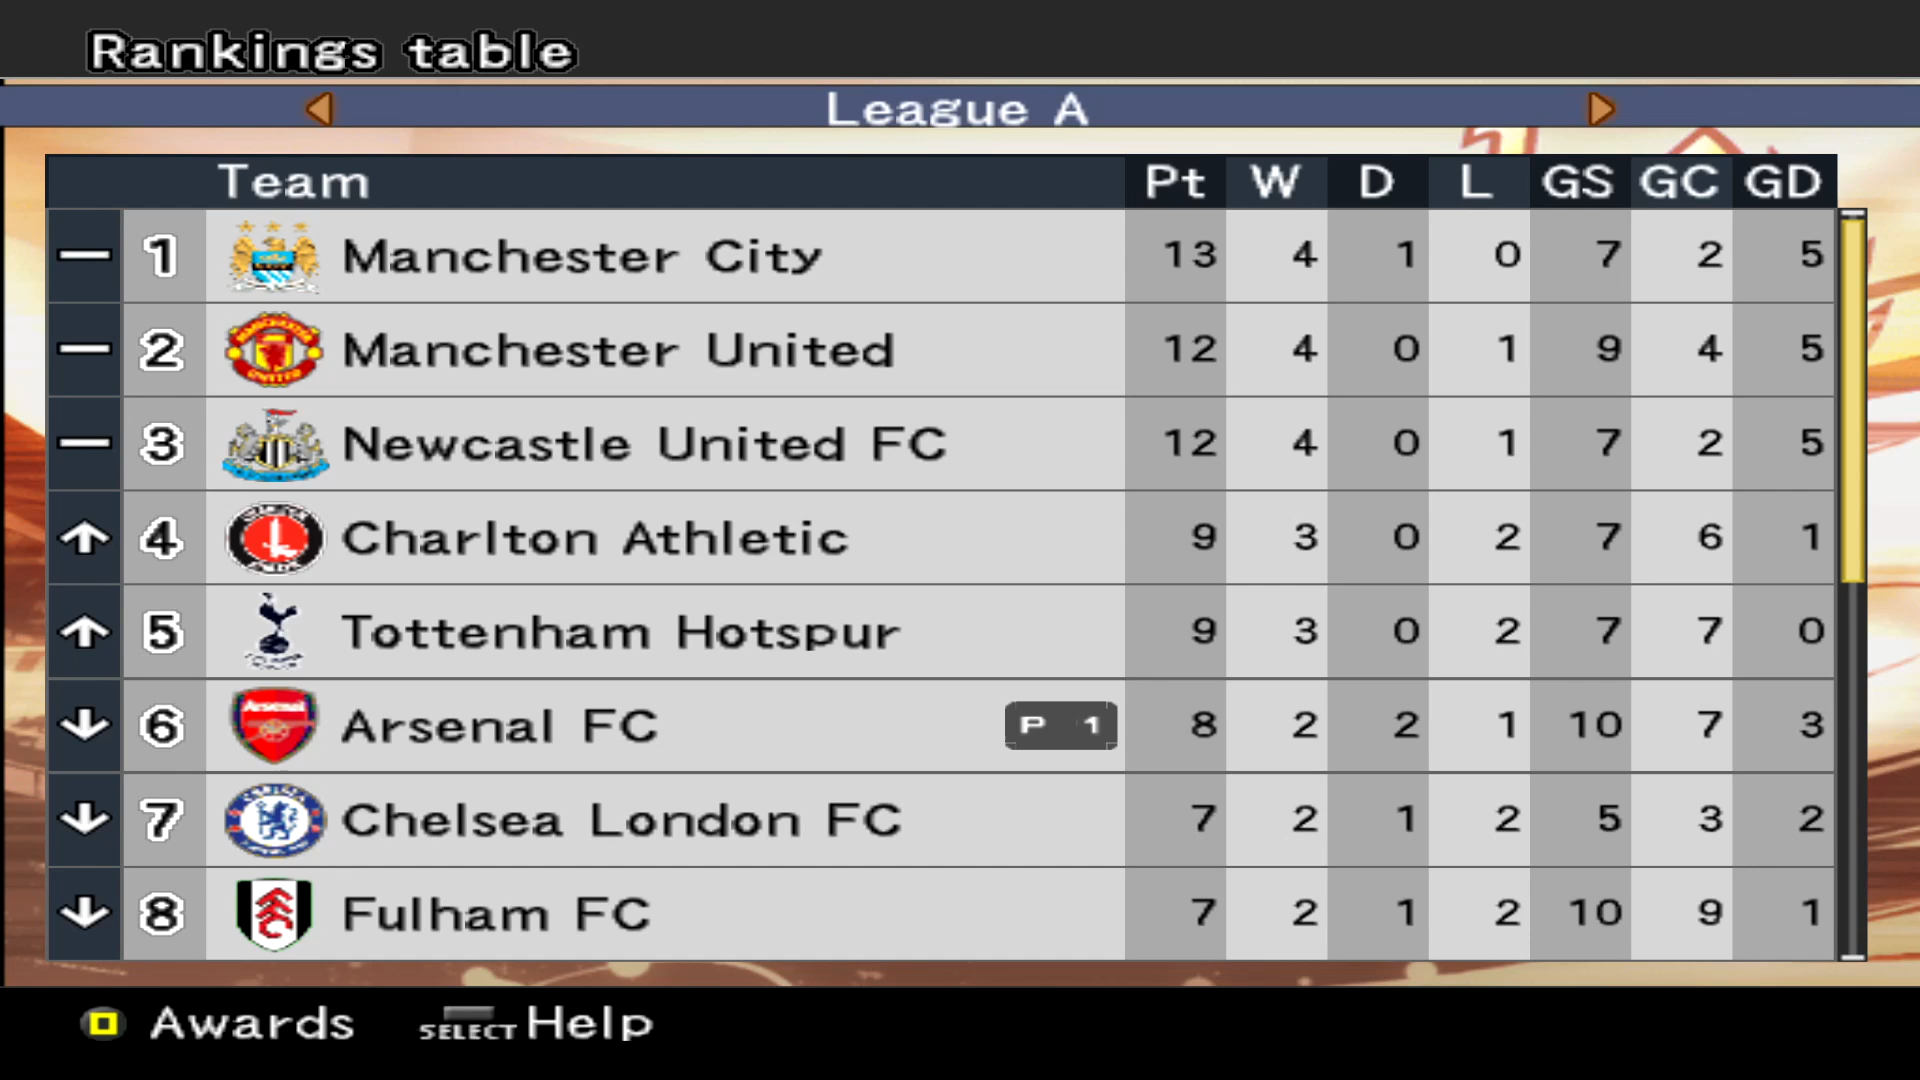 Rankings table
League A
Team Pt W D L GS GC GD
1 Manchester City 13 4 1 0 7 2 5
2 Manchester United 12 4 0 1 9 4 5
3 Newcastle United FC 12 4 0 1 7 2 5
4 Charlton Athletic 9 3 0 2 7 6 1
5 Tottenham Hotspur 9 3 0 2 7 7 0
6 Arsenal FC P 1 8 2 2 1 10 7 3
7 Chelsea London FC 7 2 1 2 5 3 2
8 Fulham FC 7 2 1 2 10 9 1
Awards SELECT Help